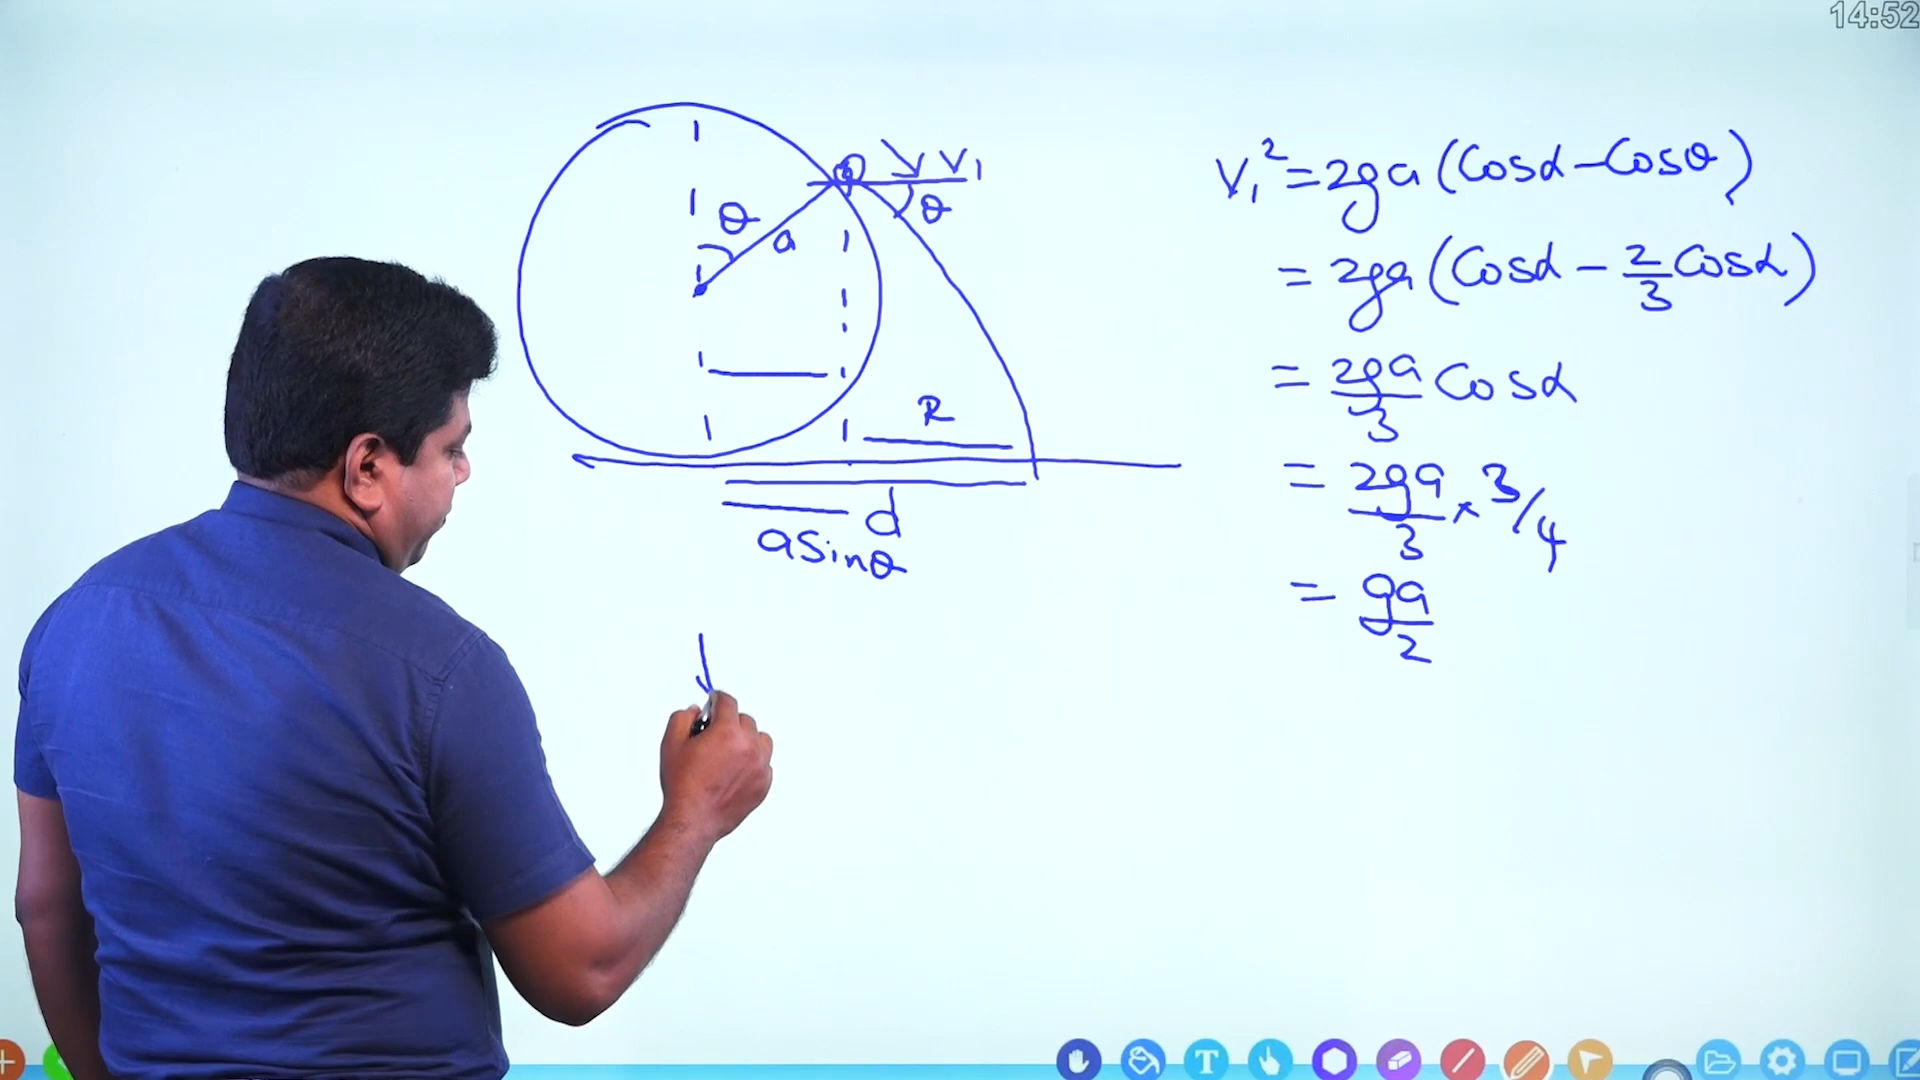 14:52
V₁
θ
θ
a
R
d
a Sinθ
V₁² = 2ga (Cosα - Cosθ)
= 2ga (Cosα - 2/3 Cosα)
= 2ga/3 Cosα
= 2ga/3 × 3/4
= ga/2
T